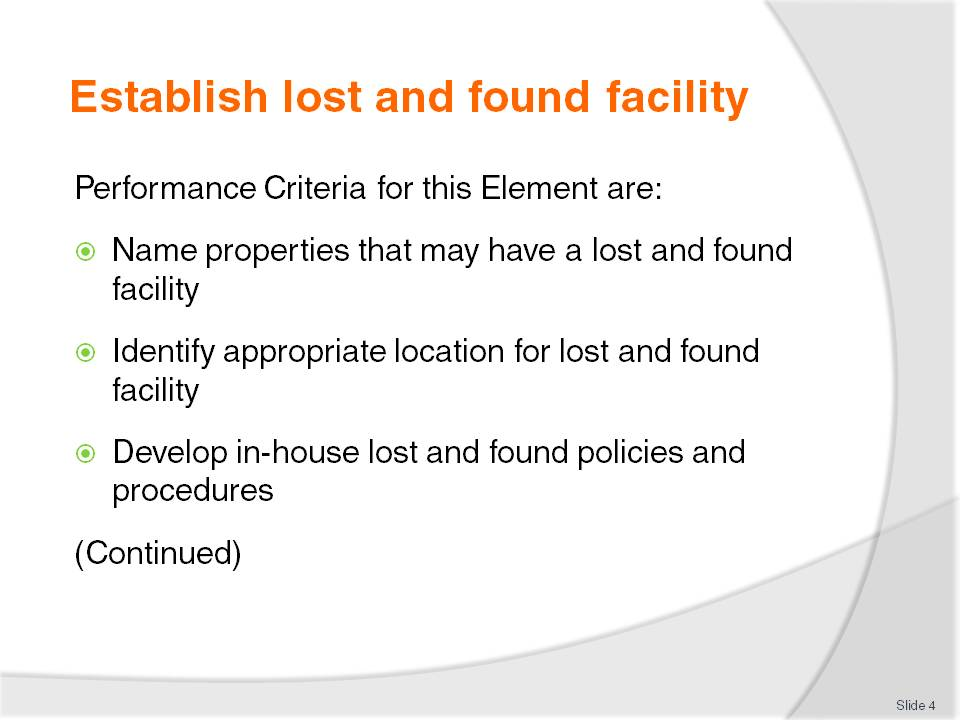 Establish lost and found facility
Performance Criteria for this Element are:
Name properties that may have a lost and found
facility
Identify appropriate location for lost and found
facility
Develop in-house lost and found policies and
procedures
(Continued)
Slide 4